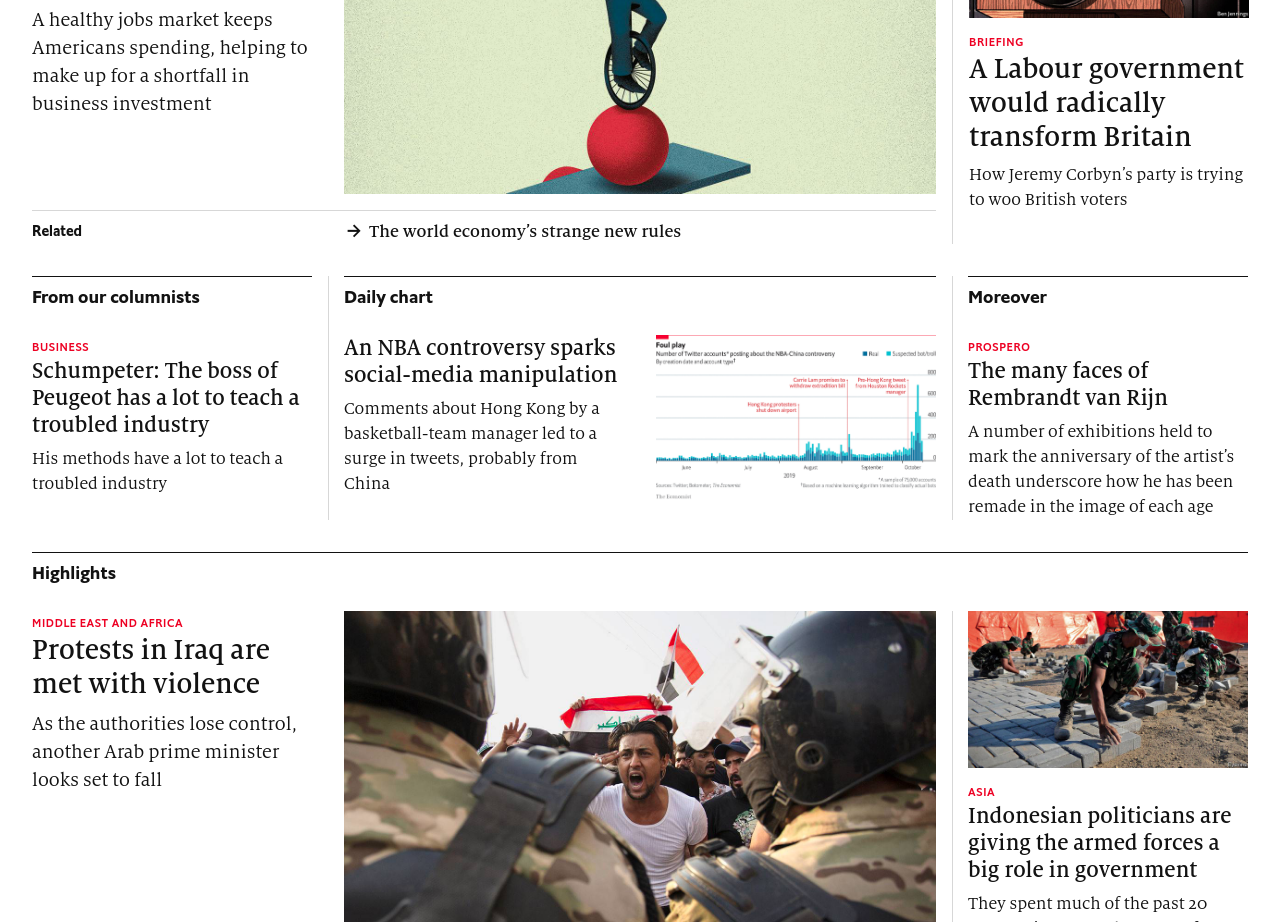 A healthy jobs market keeps
Americans spending, helping to
make up for a shortfall in
business investment
Ben Jennings
BRIEFING
A Labour government
would radically
transform Britain
How Jeremy Corbyn’s party is trying
to woo British voters
Related
→ The world economy’s strange new rules
From our columnists
BUSINESS
Schumpeter: The boss of
Peugeot has a lot to teach a
troubled industry
His methods have a lot to teach a
troubled industry
Daily chart
An NBA controversy sparks
social-media manipulation
Comments about Hong Kong by a
basketball-team manager led to a
surge in tweets, probably from
China
Foul play
Number of Twitter accounts* posting about the NBA-China controversy
By creation date and account type†
Real
Suspected bot/troll
Carrie Lam promises to
withdraw extradition bill
Pro-Hong Kong tweet
from Houston Rockets
manager
Hong Kong protesters
shut down airport
800
600
400
200
0
June
July
August
September
October
2019
Sources: Twitter; Botometer; The Economist
*A sample of 75,000 accounts
†Based on a machine learning algorithm trained to classify actual bots
The Economist
Moreover
PROSPERO
The many faces of
Rembrandt van Rijn
A number of exhibitions held to
mark the anniversary of the artist’s
death underscore how he has been
remade in the image of each age
Highlights
MIDDLE EAST AND AFRICA
Protests in Iraq are
met with violence
As the authorities lose control,
another Arab prime minister
looks set to fall
ASIA
Indonesian politicians are
giving the armed forces a
big role in government
They spent much of the past 20